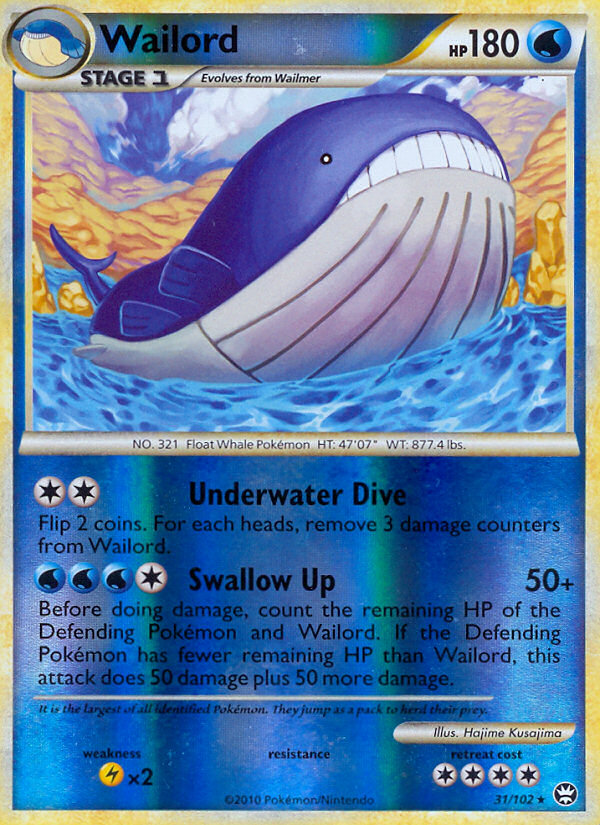 Wailord HP 180
STAGE 1 Evolves from Wailmer
NO. 321 Float Whale Pokémon HT: 47'07" WT: 877.4 lbs.
Underwater Dive
Flip 2 coins. For each heads, remove 3 damage counters
from Wailord.
Swallow Up 50+
Before doing damage, count the remaining HP of the
Defending Pokémon and Wailord. If the Defending
Pokémon has fewer remaining HP than Wailord, this
attack does 50 damage plus 50 more damage.
It is the largest of all identified Pokémon. They jump as a pack to herd their prey.
Illus. Hajime Kusajima
weakness resistance retreat cost
×2
©2010 Pokémon/Nintendo 31/102 ★